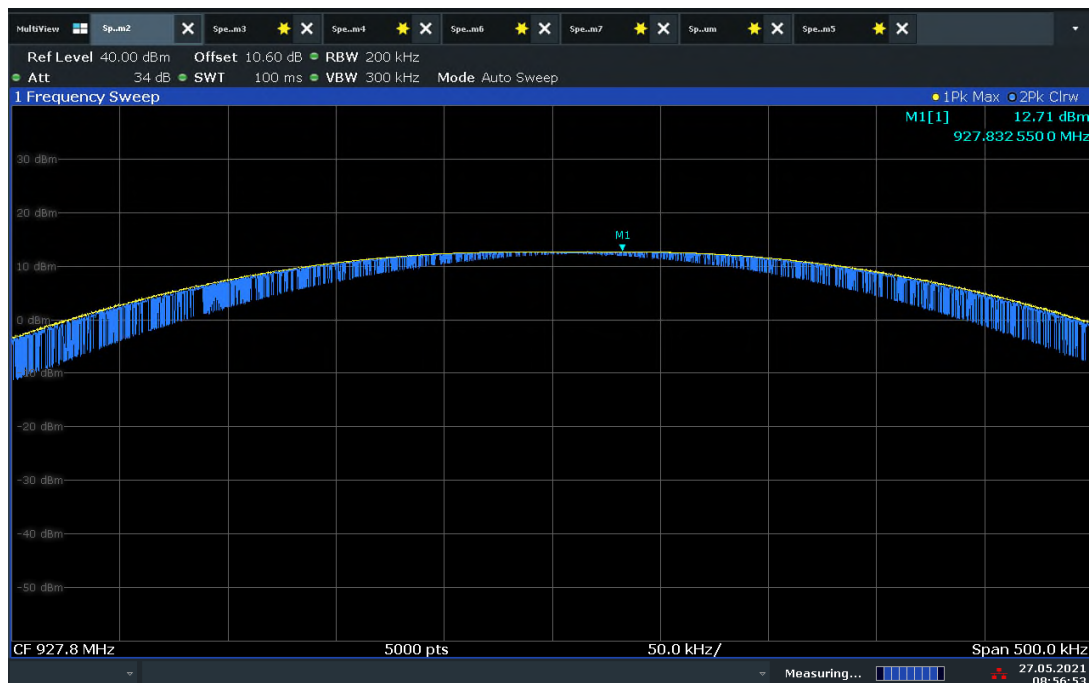 MultiView Sp..m2 Spe..m3 Spe..m4 Spe..m6 Spe..m7 Sp..um Spe..m5
Ref Level 40.00 dBm Offset 10.60 dB RBW 200 kHz
Att 34 dB SWT 100 ms VBW 300 kHz Mode Auto Sweep
1 Frequency Sweep 1Pk Max 2Pk Clrw
M1[1] 12.71 dBm
927.832 550 0 MHz
30 dBm
20 dBm
M1
10 dBm
0 dBm
-10 dBm
-20 dBm
-30 dBm
-40 dBm
-50 dBm
CF 927.8 MHz 5000 pts 50.0 kHz/ Span 500.0 kHz
Measuring... 27.05.2021
08:56:53